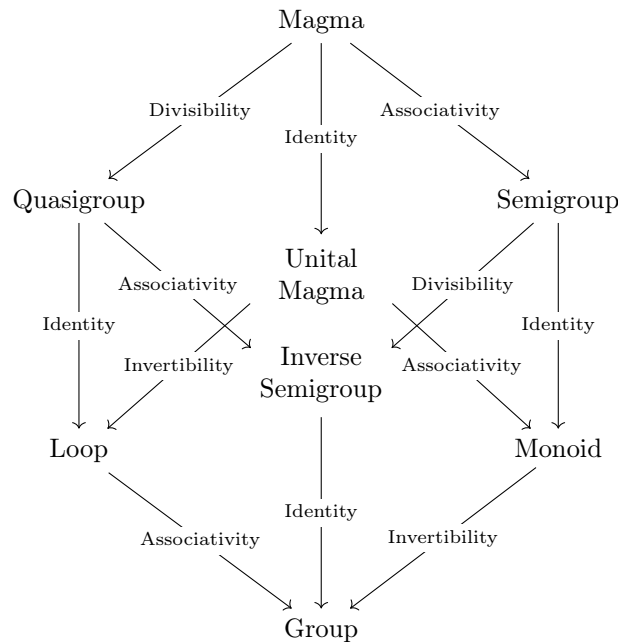 Magma
Divisibility
Associativity
Identity
Quasigroup
Semigroup
Unital
Magma
Associativity
Divisibility
Identity
Identity
Inverse
Semigroup
Invertibility
Associativity
Loop
Monoid
Identity
Associativity
Invertibility
Group